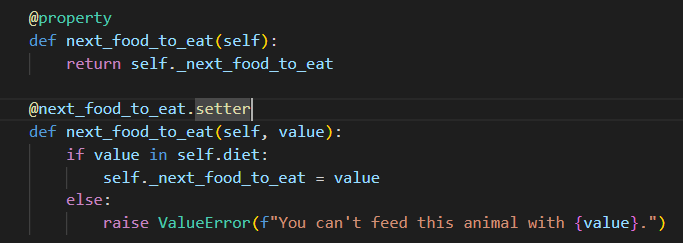 @property
def next_food_to_eat(self):
    return self._next_food_to_eat
@next_food_to_eat.setter
def next_food_to_eat(self, value):
    if value in self.diet:
        self._next_food_to_eat = value
    else:
        raise ValueError(f"You can't feed this animal with {value}.")